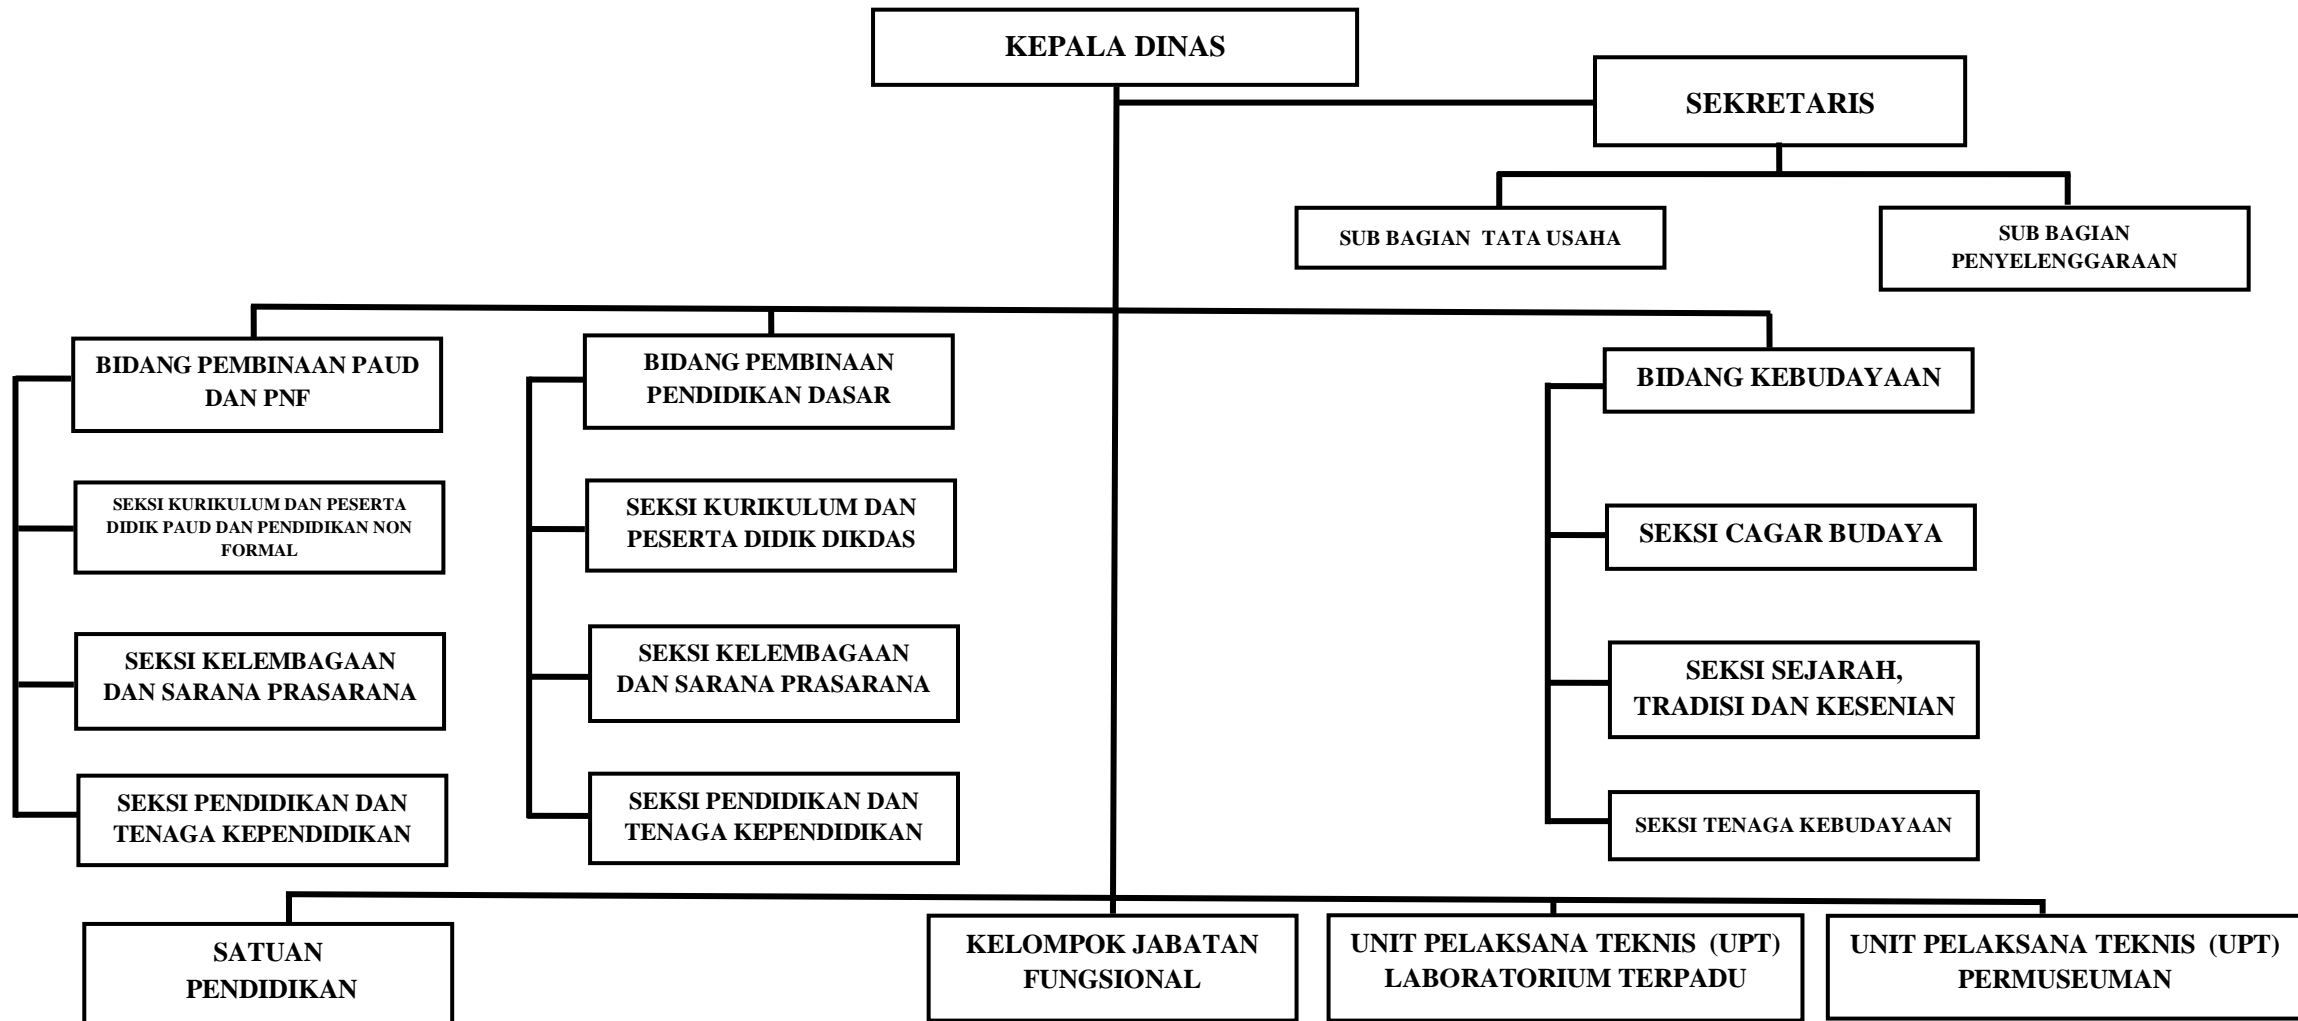 KEPALA DINAS
SEKRETARIS
SUB BAGIAN TATA USAHA
SUB BAGIAN
PENYELENGGARAAN
BIDANG PEMBINAAN PAUD
DAN PNF
SEKSI KURIKULUM DAN PESERTA
DIDIK PAUD DAN PENDIDIKAN NON
FORMAL
SEKSI KELEMBAGAAN
DAN SARANA PRASARANA
SEKSI PENDIDIKAN DAN
TENAGA KEPENDIDIKAN
BIDANG PEMBINAAN
PENDIDIKAN DASAR
SEKSI KURIKULUM DAN
PESERTA DIDIK DIKDAS
SEKSI KELEMBAGAAN
DAN SARANA PRASARANA
SEKSI PENDIDIKAN DAN
TENAGA KEPENDIDIKAN
BIDANG KEBUDAYAAN
SEKSI CAGAR BUDAYA
SEKSI SEJARAH,
TRADISI DAN KESENIAN
SEKSI TENAGA KEBUDAYAAN
SATUAN
PENDIDIKAN
KELOMPOK JABATAN
FUNGSIONAL
UNIT PELAKSANA TEKNIS (UPT)
LABORATORIUM TERPADU
UNIT PELAKSANA TEKNIS (UPT)
PERMUSEUMAN